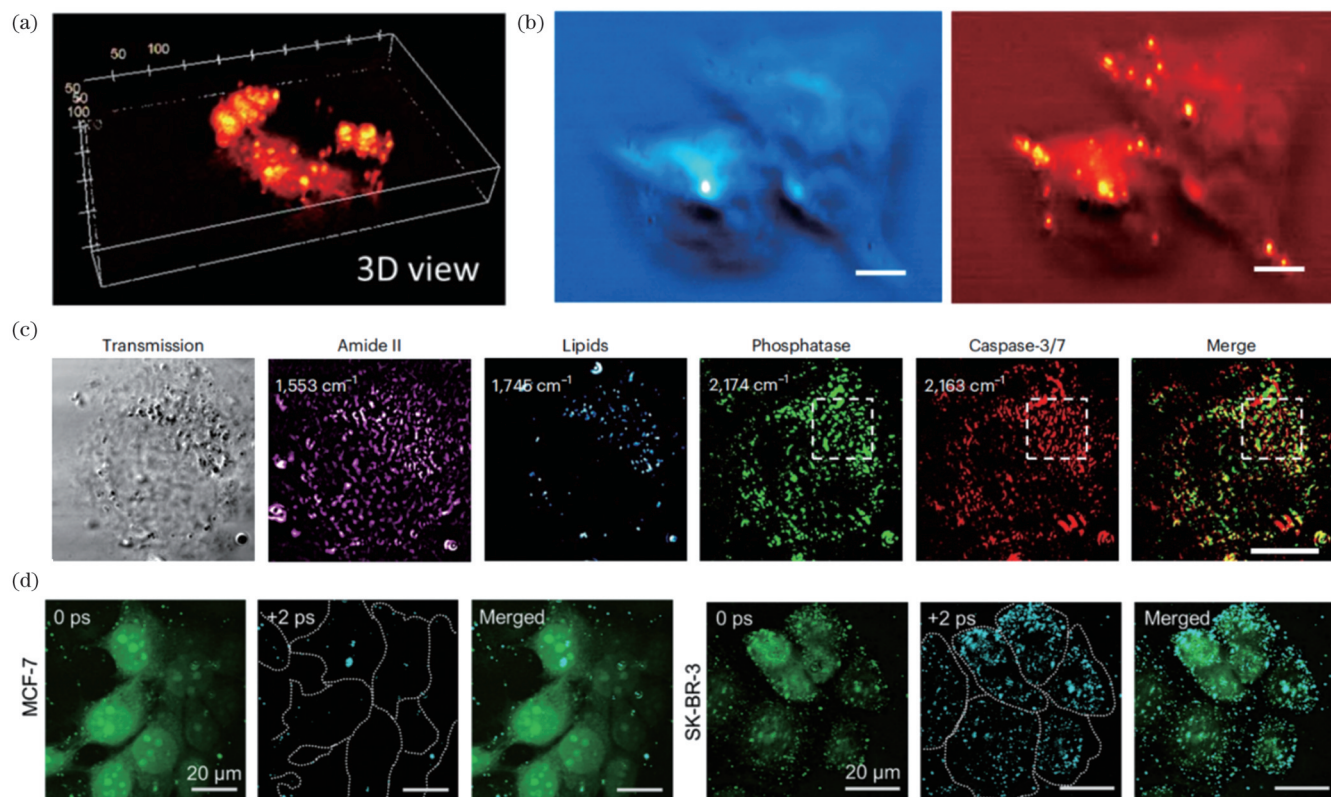 (a)
50 100
50
50
100
3D view
(b)
(c)
Transmission Amide II Lipids Phosphatase Caspase-3/7 Merge
1,553 cm⁻¹ 1,745 cm⁻¹ 2,174 cm⁻¹ 2,163 cm⁻¹
(d)
MCF-7
0 ps +2 ps Merged
20 μm
SK-BR-3
0 ps +2 ps Merged
20 μm